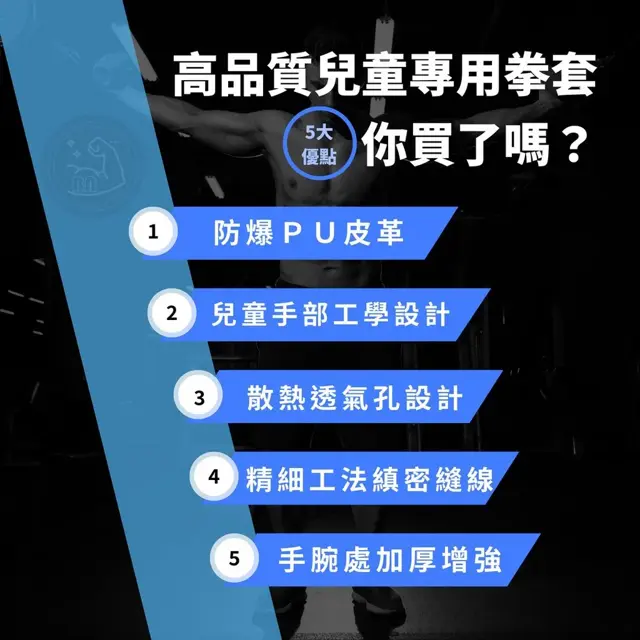 高品質兒童專用拳套
5大
優點
你買了嗎？
1
防爆ＰＵ皮革
2
兒童手部工學設計
3
散熱透氣孔設計
4
精細工法縝密縫線
5
手腕處加厚增強